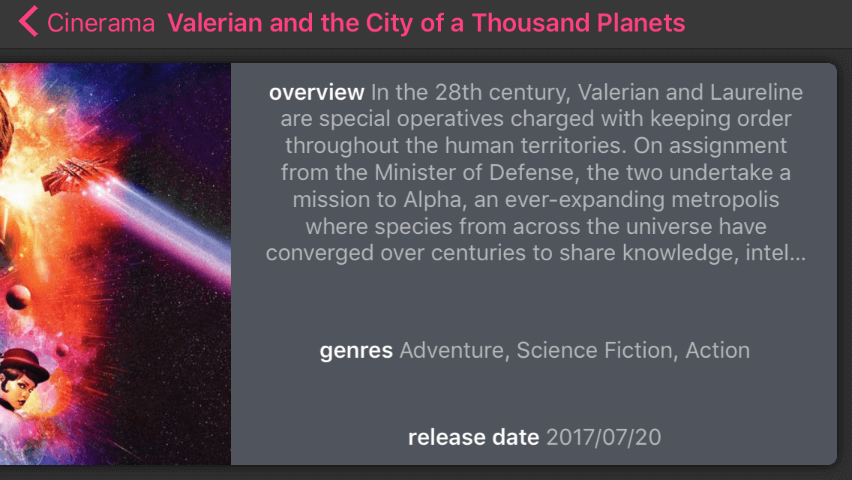 Cinerama Valerian and the City of a Thousand Planets
overview In the 28th century, Valerian and Laureline
are special operatives charged with keeping order
throughout the human territories. On assignment
from the Minister of Defense, the two undertake a
mission to Alpha, an ever-expanding metropolis
where species from across the universe have
converged over centuries to share knowledge, intel...
genres Adventure, Science Fiction, Action
release date 2017/07/20